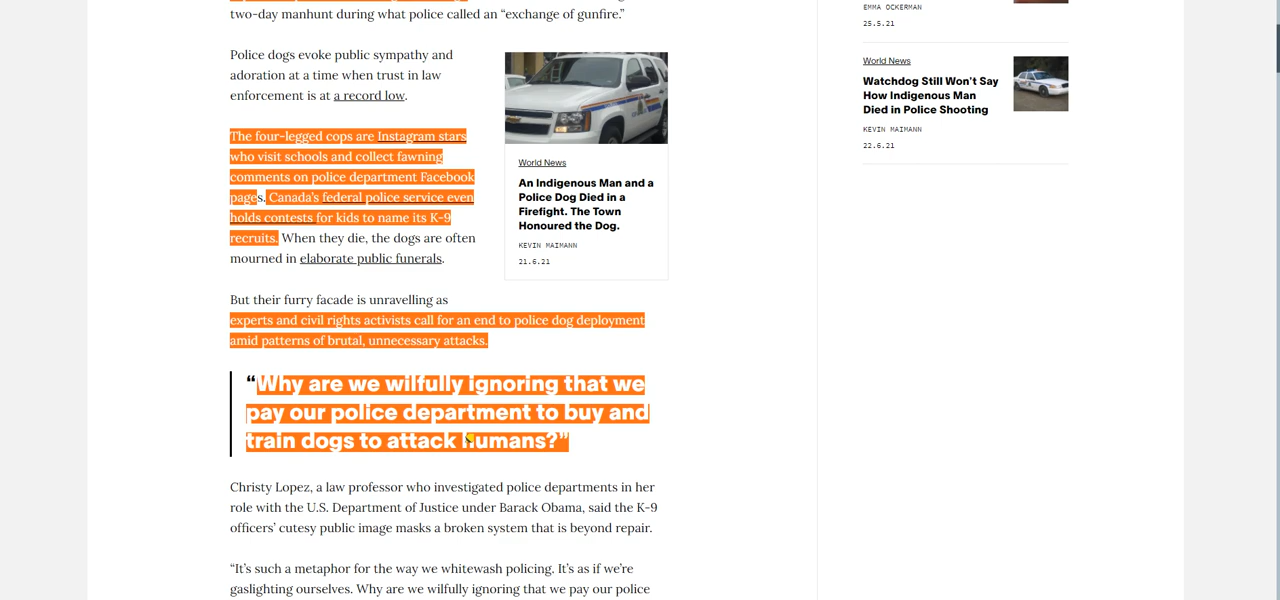 two-day manhunt during what police called an “exchange of gunfire.”
Police dogs evoke public sympathy and
adoration at a time when trust in law
enforcement is at a record low.
The four-legged cops are Instagram stars
who visit schools and collect fawning
comments on police department Facebook
pages. Canada’s federal police service even
holds contests for kids to name its K-9
recruits. When they die, the dogs are often
mourned in elaborate public funerals.
World News
An Indigenous Man and a
Police Dog Died in a
Firefight. The Town
Honoured the Dog.
KEVIN MAIMANN
21.6.21
But their furry facade is unravelling as
experts and civil rights activists call for an end to police dog deployment
amid patterns of brutal, unnecessary attacks.
“Why are we wilfully ignoring that we
pay our police department to buy and
train dogs to attack humans?”
Christy Lopez, a law professor who investigated police departments in her
role with the U.S. Department of Justice under Barack Obama, said the K-9
officers’ cutesy public image masks a broken system that is beyond repair.
“It’s such a metaphor for the way we whitewash policing. It’s as if we’re
gaslighting ourselves. Why are we wilfully ignoring that we pay our police
EMMA OCKERMAN
25.5.21
World News
Watchdog Still Won’t Say
How Indigenous Man
Died in Police Shooting
KEVIN MAIMANN
22.6.21